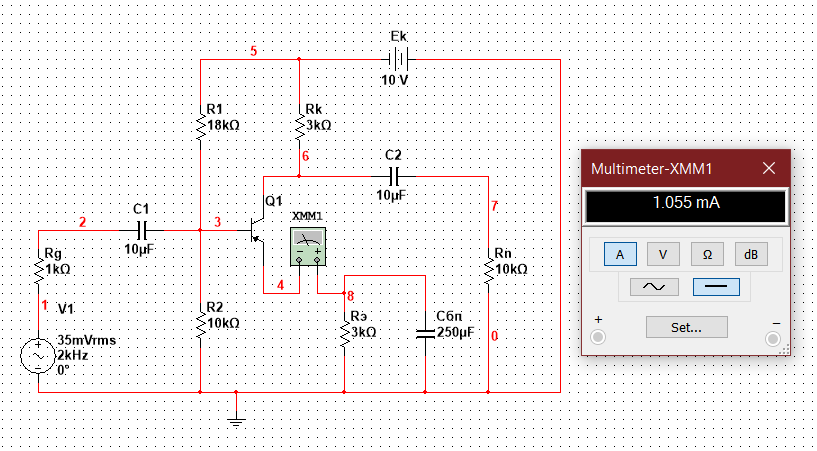 Ek
10 V
5
R1
18kΩ
Rk
3kΩ
6
C2
10µF
Multimeter-XMM1
1.055 mA
A
V
Ω
dB
Set...
+
−
C1
10µF
2
3
Q1
XMM1
− +
4
7
Rg
1kΩ
1
V1
35mVrms
2kHz
0°
R2
10kΩ
8
Rэ
3kΩ
Cбп
250µF
Rn
10kΩ
0